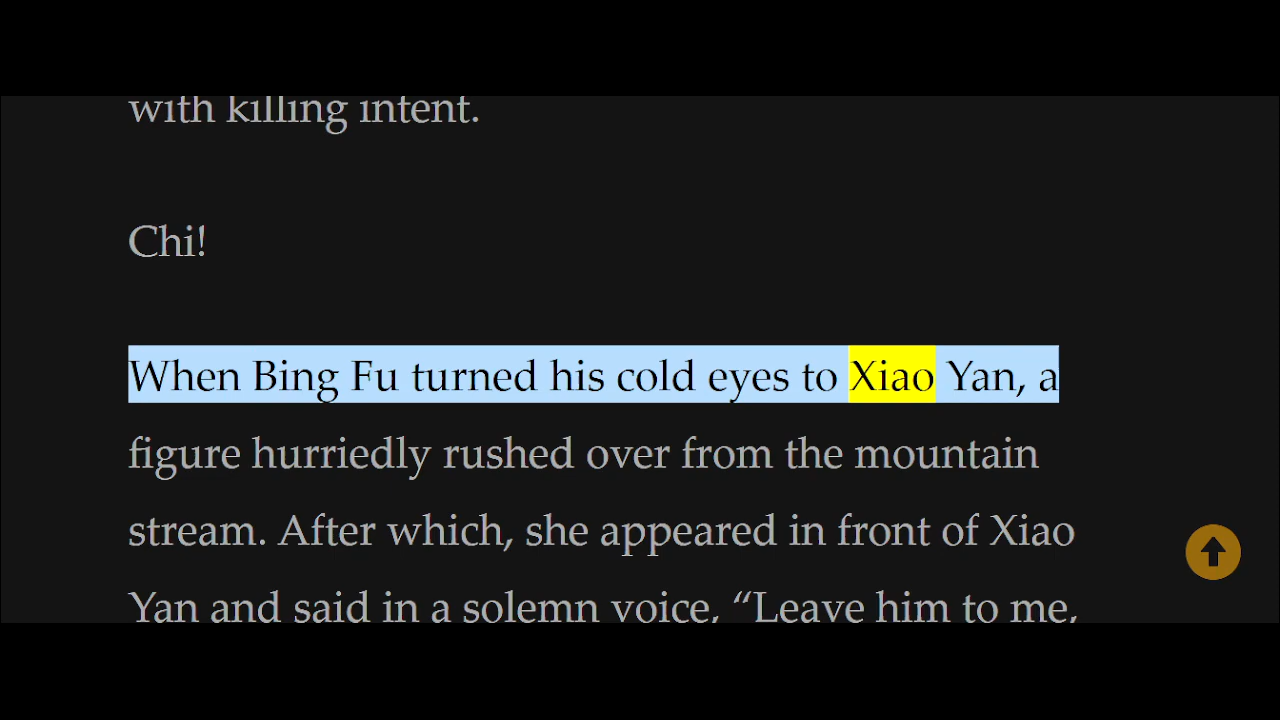 with killing intent.
Chi!
When Bing Fu turned his cold eyes to Xiao Yan, a
figure hurriedly rushed over from the mountain
stream. After which, she appeared in front of Xiao
Yan and said in a solemn voice, “Leave him to me,